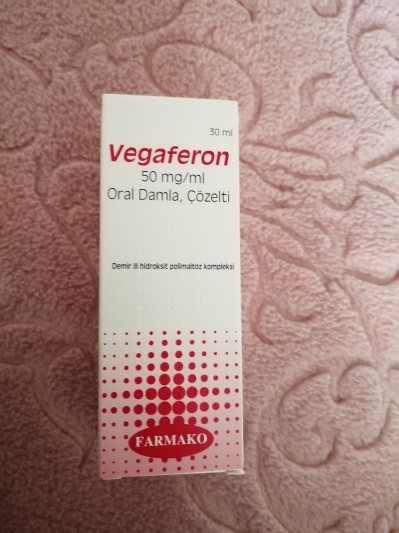 30 ml
Vegaferon
50 mg/ml
Oral Damla, Çözelti
Demir III hidroksit polimaltoz kompleksi
FARMAKO